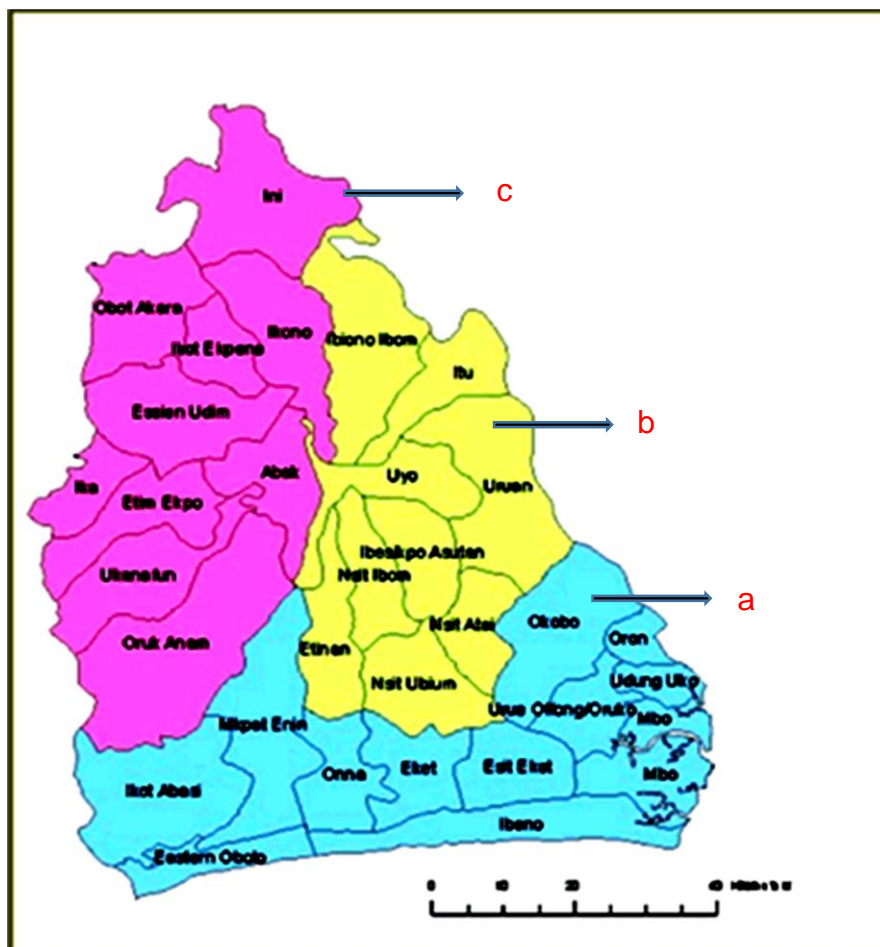 Ini
c
Obot Akara
Ikono
Ikot Ekpene
Ibiono Ibom
Itu
Essien Udim
b
Abak
Uyo
Ika
Etim Ekpo
Uruan
Ibesikpo Asutan
Ukanafun
Nsit Ibom
a
Okobo
Nsit Atai
Oruk Anam
Etinan
Oron
Nsit Ubium
Udung Uko
Urue Offong/Oruko
Mbo
Mkpat Enin
Onna
Eket
Esit Eket
Mbo
Ikot Abasi
Ibeno
Eastern Obolo
0 10 20 40